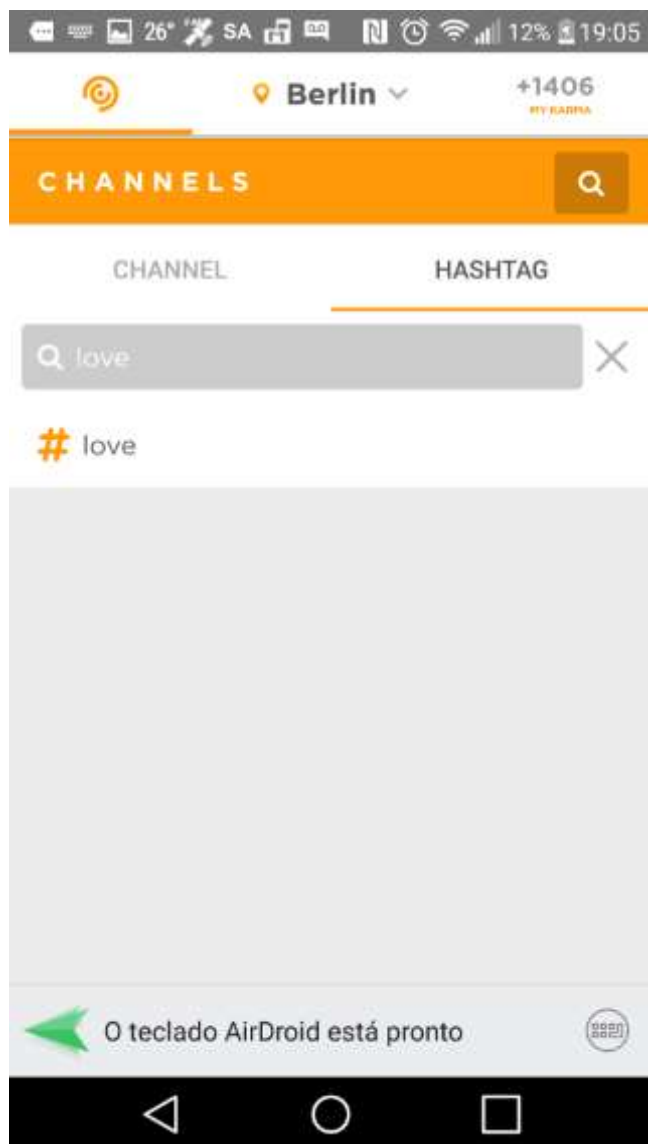 26° SA 12% 19:05
Berlin +1406
MY KARMA
CHANNELS
CHANNEL HASHTAG
love
# love
O teclado AirDroid está pronto